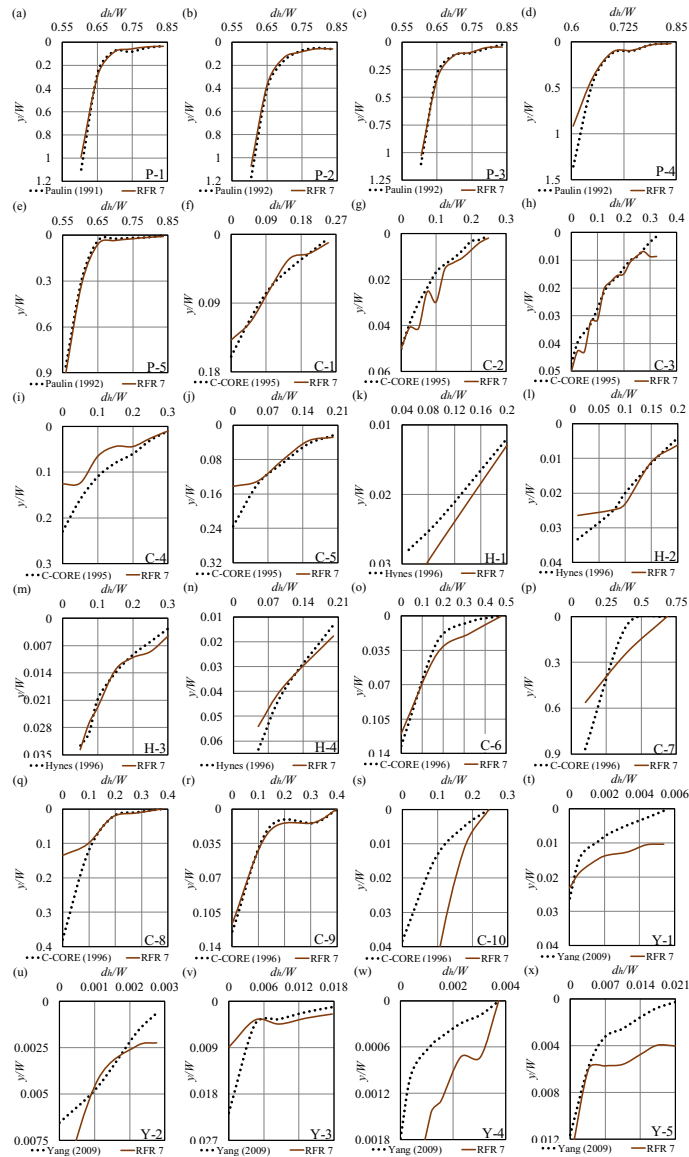 (a) dh/W
0.55 0.65 0.75 0.85
y/W
0
0.2
0.4
0.6
0.8
1
1.2
P-1
Paulin (1991) RFR 7
(b) dh/W
0.55 0.65 0.75 0.85
y/W
0
0.2
0.4
0.6
0.8
1
1.2
P-2
Paulin (1992) RFR 7
(c) dh/W
0.55 0.65 0.75 0.85
y/W
0
0.25
0.5
0.75
1
1.25
P-3
Paulin (1992) RFR 7
(d) dh/W
0.6 0.725 0.85
y/W
0
0.5
1
1.5
P-4
Paulin (1992) RFR 7
(e) dh/W
0.55 0.65 0.75 0.85
y/W
0
0.3
0.6
0.9
P-5
Paulin (1992) RFR 7
(f) dh/W
0 0.09 0.18 0.27
y/W
0
0.09
0.18
C-1
C-CORE (1995) RFR 7
(g) dh/W
0 0.1 0.2 0.3
y/W
0
0.02
0.04
0.06
C-2
C-CORE (1995) RFR 7
(h) dh/W
0 0.1 0.2 0.3 0.4
y/W
0
0.01
0.02
0.03
0.04
0.05
C-3
C-CORE (1995) RFR 7
(i) dh/W
0 0.1 0.2 0.3
y/W
0
0.1
0.2
0.3
C-4
C-CORE (1995) RFR 7
(j) dh/W
0 0.07 0.14 0.21
y/W
0
0.08
0.16
0.24
0.32
C-5
C-CORE (1995) RFR 7
(k) dh/W
0.04 0.08 0.12 0.16 0.2
y/W
0.01
0.02
0.03
H-1
Hynes (1996) RFR 7
(l) dh/W
0 0.05 0.1 0.15 0.2
y/W
0
0.01
0.02
0.03
0.04
H-2
Hynes (1996) RFR 7
(m) dh/W
0 0.1 0.2 0.3
y/W
0
0.007
0.014
0.021
0.028
0.035
H-3
Hynes (1996) RFR 7
(n) dh/W
0 0.07 0.14 0.21
y/W
0.01
0.02
0.03
0.04
0.05
0.06
H-4
Hynes (1996) RFR 7
(o) dh/W
0 0.1 0.2 0.3 0.4 0.5
y/W
0
0.035
0.07
0.105
0.14
C-6
C-CORE (1996) RFR 7
(p) dh/W
0 0.25 0.5 0.75
y/W
0
0.3
0.6
0.9
C-7
C-CORE (1996) RFR 7
(q) dh/W
0 0.1 0.2 0.3 0.4
y/W
0
0.1
0.2
0.3
0.4
C-8
C-CORE (1996) RFR 7
(r) dh/W
0 0.1 0.2 0.3 0.4
y/W
0
0.035
0.07
0.105
0.14
C-9
C-CORE (1996) RFR 7
(s) dh/W
0 0.1 0.2 0.3
y/W
0
0.01
0.02
0.03
0.04
C-10
C-CORE (1996) RFR 7
(t) dh/W
0 0.002 0.004 0.006
y/W
0
0.01
0.02
0.03
0.04
Y-1
Yang (2009) RFR 7
(u) dh/W
0 0.001 0.002 0.003
y/W
0
0.0025
0.005
0.0075
Y-2
Yang (2009) RFR 7
(v) dh/W
0 0.006 0.012 0.018
y/W
0
0.009
0.018
0.027
Y-3
Yang (2009) RFR 7
(w) dh/W
0 0.002 0.004
y/W
0
0.0006
0.0012
0.0018
Y-4
Yang (2009) RFR 7
(x) dh/W
0 0.007 0.014 0.021
y/W
0
0.004
0.008
0.012
Y-5
Yang (2009) RFR 7